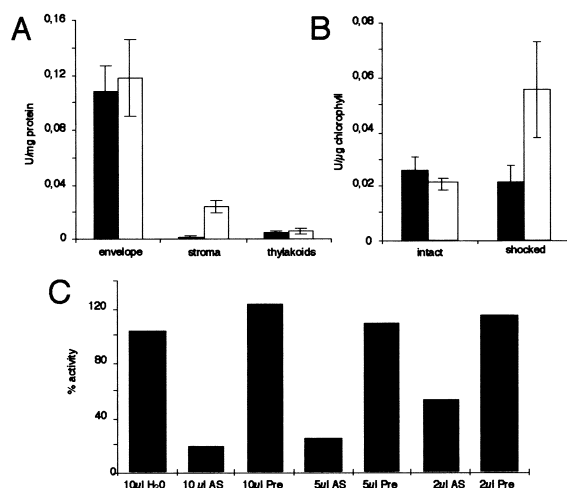 A
U/mg protein
0,16
0,12
0,08
0,04
0
envelope stroma thylakoids
B
U/µg chlorophyll
0,08
0,06
0,04
0,02
0
intact shocked
C
% activity
120
80
40
0
10µl H₂0 10 µl AS 10µl Pre 5µl AS 5µl Pre 2µl AS 2µl Pre